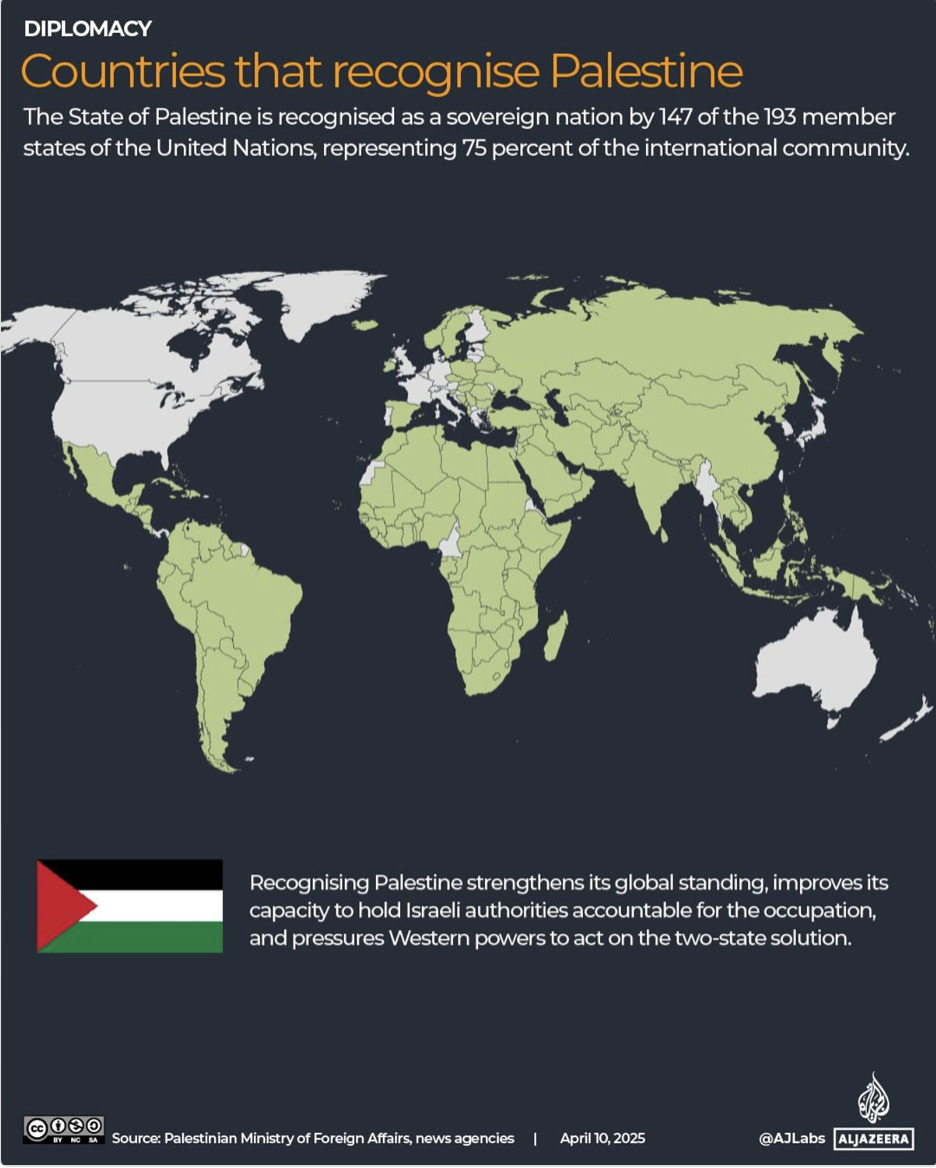 DIPLOMACY
Countries that recognise Palestine
The State of Palestine is recognised as a sovereign nation by 147 of the 193 member
states of the United Nations, representing 75 percent of the international community.
Recognising Palestine strengthens its global standing, improves its
capacity to hold Israeli authorities accountable for the occupation,
and pressures Western powers to act on the two-state solution.
cc BY NC SA Source: Palestinian Ministry of Foreign Affairs, news agencies | April 10, 2025 @AJLabs ALJAZEERA